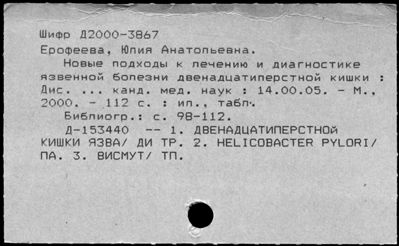 Шифр Д2000-3867
Ерофеева, Юлия Анатольевна.
Новые подходы к лечению и диагностике
язвенной болезни двенадцатиперстной кишки :
Дис. ... канд. мед. наук : 14.00.05. - М.,
2000. - 112 с. : ил., табл.
Библиогр.: с. 98-112.
Д-153440 -- 1. ДВЕНАДЦАТИПЕРСТНОЙ
КИШКИ ЯЗВА/ ДИ ТР. 2. HELICOBACTER PYLORI/
ПА. 3. ВИСМУТ/ ТП.